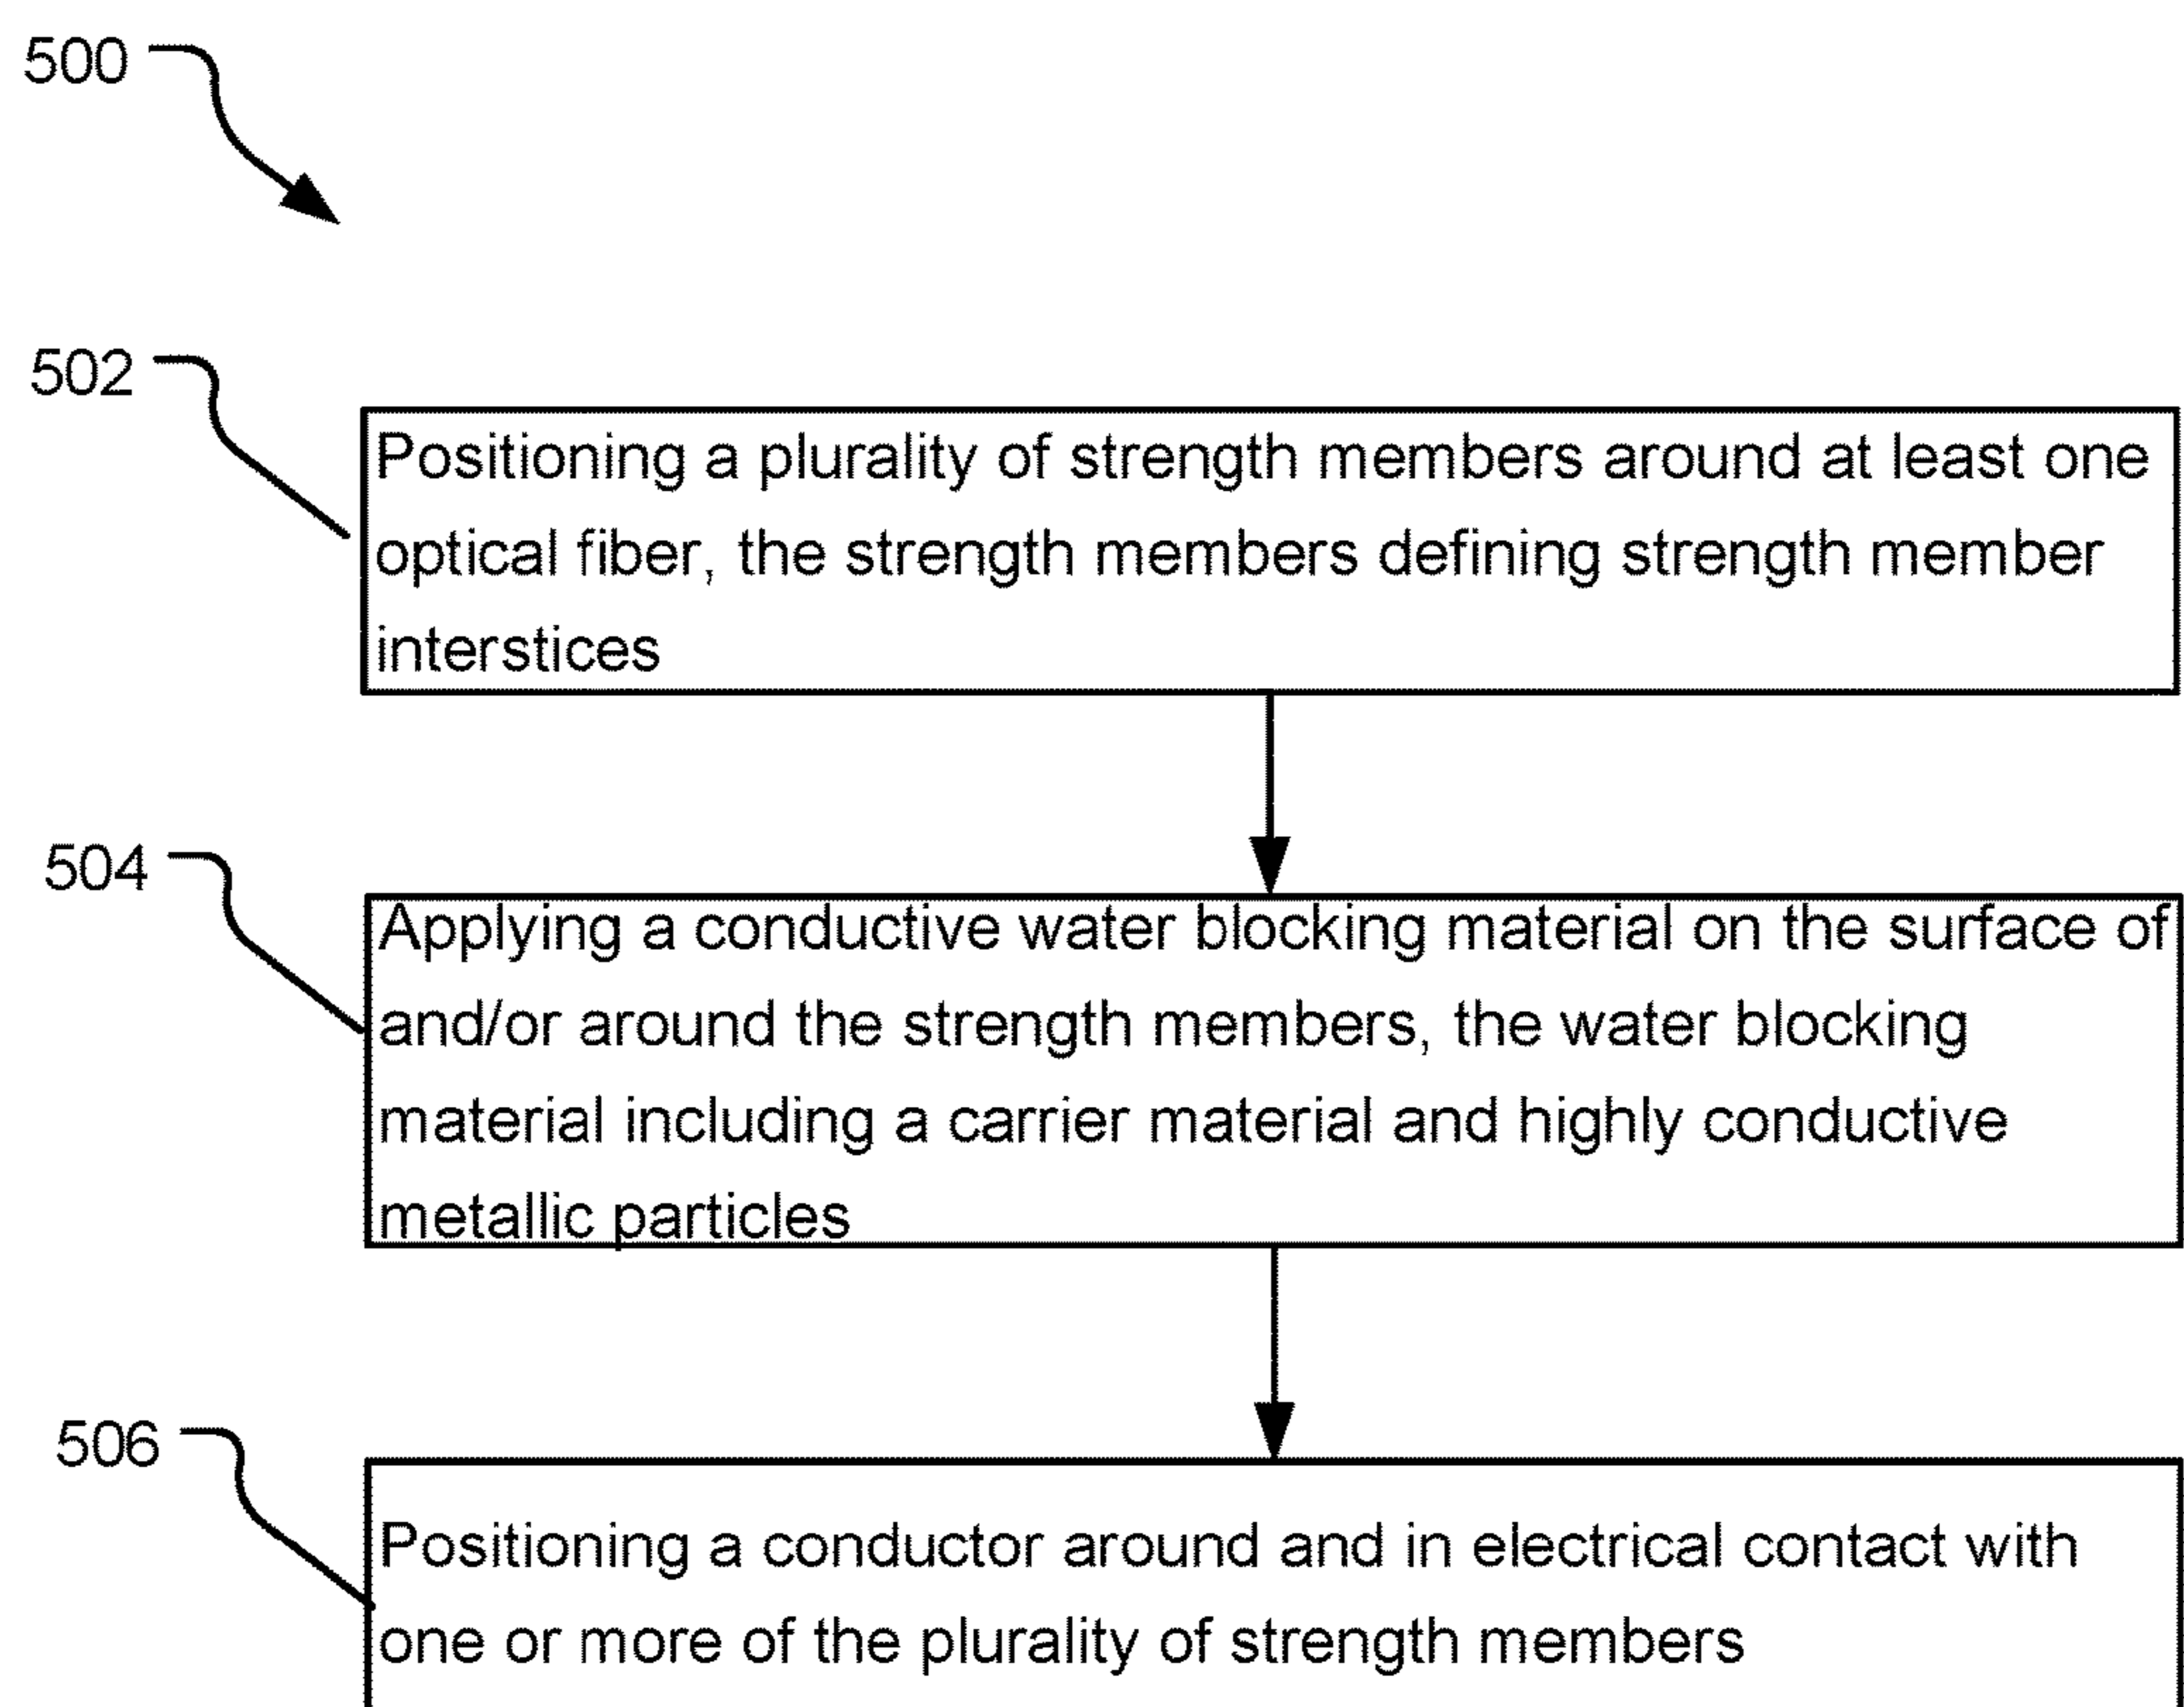 500
502
Positioning a plurality of strength members around at least one
optical fiber, the strength members defining strength member
interstices
504
Applying a conductive water blocking material on the surface of
and/or around the strength members, the water blocking
material including a carrier material and highly conductive
metallic particles
506
Positioning a conductor around and in electrical contact with
one or more of the plurality of strength members